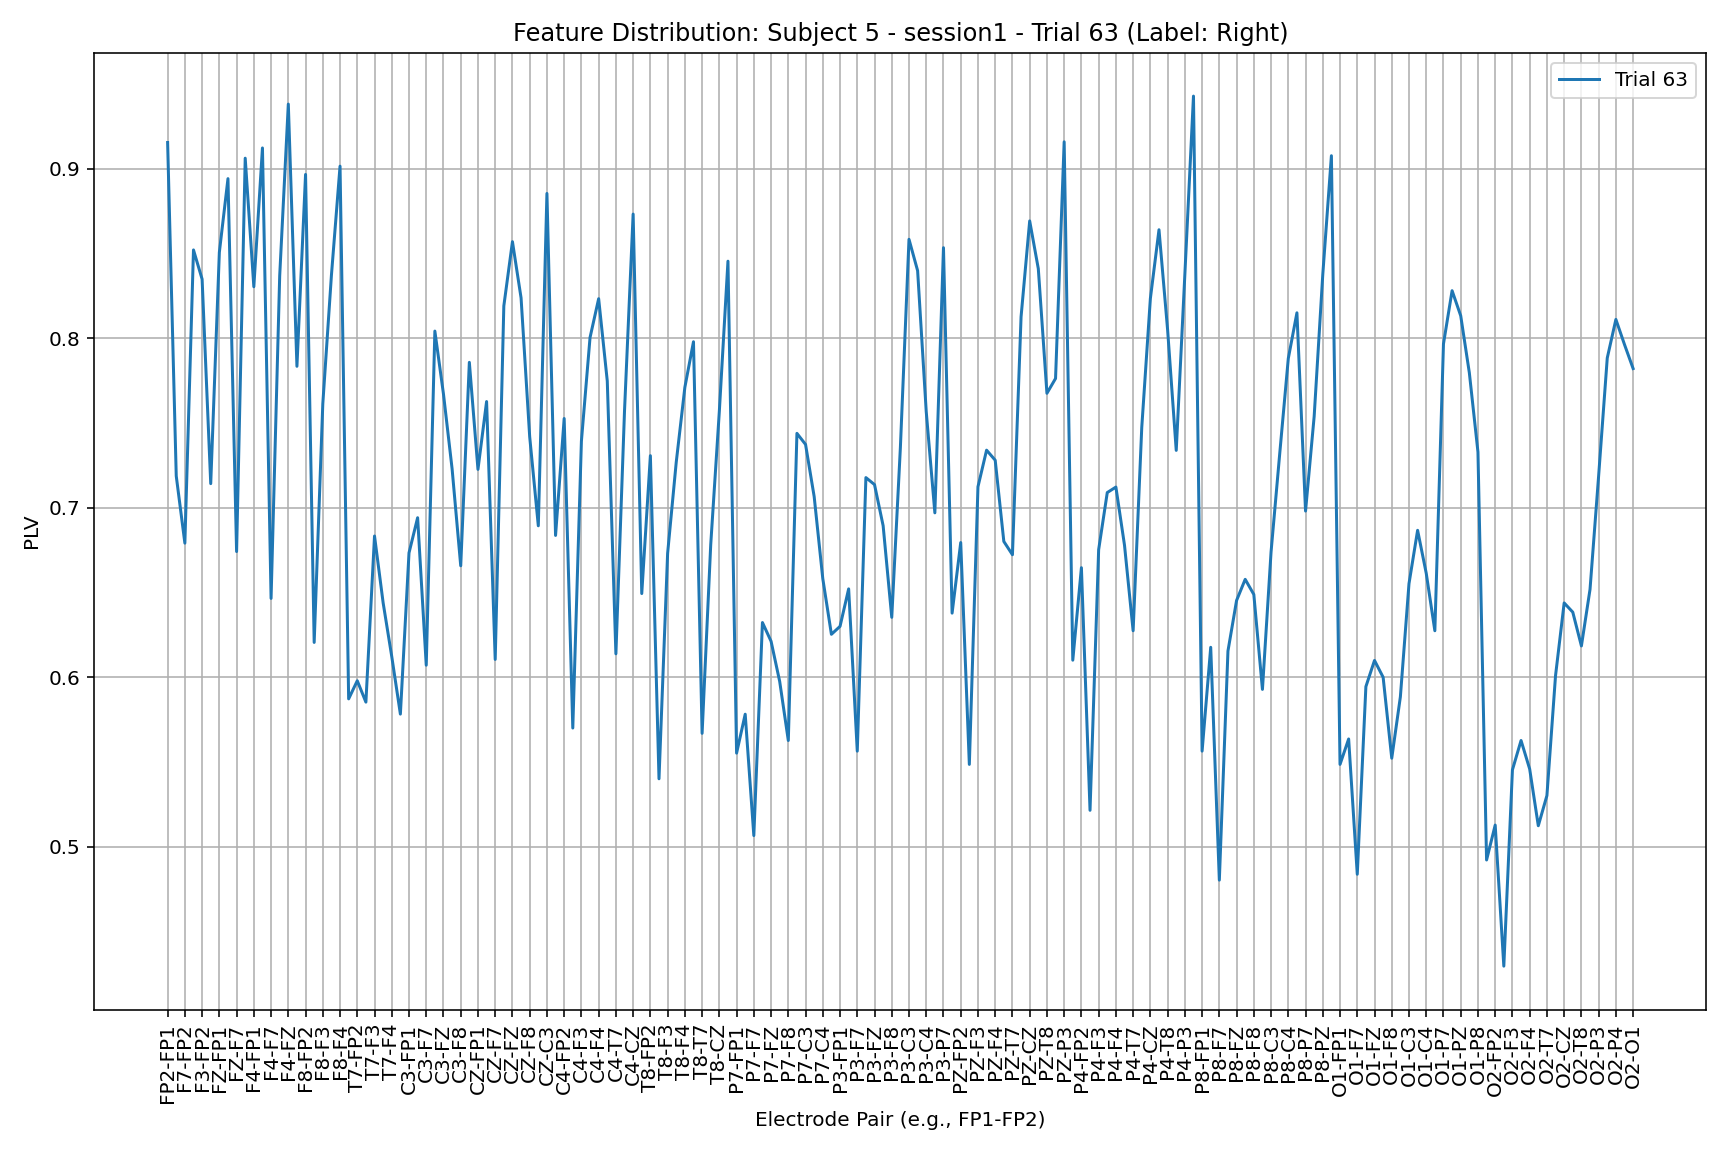 Feature Distribution: Subject 5 - session1 - Trial 63 (Label: Right)
Trial 63
PLV
0.9
0.8
0.7
0.6
0.5
FP2-FP1
F7-FP2
F3-FP2
FZ-FP1
FZ-F7
F4-FP1
F4-F7
F4-FZ
F8-FP2
F8-F3
F8-F4
T7-FP2
T7-F3
T7-F4
C3-FP1
C3-F7
C3-FZ
C3-F8
CZ-FP1
CZ-F7
CZ-FZ
CZ-F8
CZ-C3
C4-FP2
C4-F3
C4-F4
C4-T7
C4-CZ
T8-FP2
T8-F3
T8-F4
T8-T7
T8-CZ
P7-FP1
P7-F7
P7-FZ
P7-F8
P7-C3
P7-C4
P3-FP1
P3-F7
P3-FZ
P3-F8
P3-C3
P3-C4
P3-P7
PZ-FP2
PZ-F3
PZ-F4
PZ-T7
PZ-CZ
PZ-T8
PZ-P3
P4-FP2
P4-F3
P4-F4
P4-T7
P4-CZ
P4-T8
P4-P3
P8-FP1
P8-F7
P8-FZ
P8-F8
P8-C3
P8-C4
P8-P7
P8-PZ
O1-FP1
O1-F7
O1-FZ
O1-F8
O1-C3
O1-C4
O1-P7
O1-PZ
O1-P8
O2-FP2
O2-F3
O2-F4
O2-T7
O2-CZ
O2-T8
O2-P3
O2-P4
O2-O1
Electrode Pair (e.g., FP1-FP2)